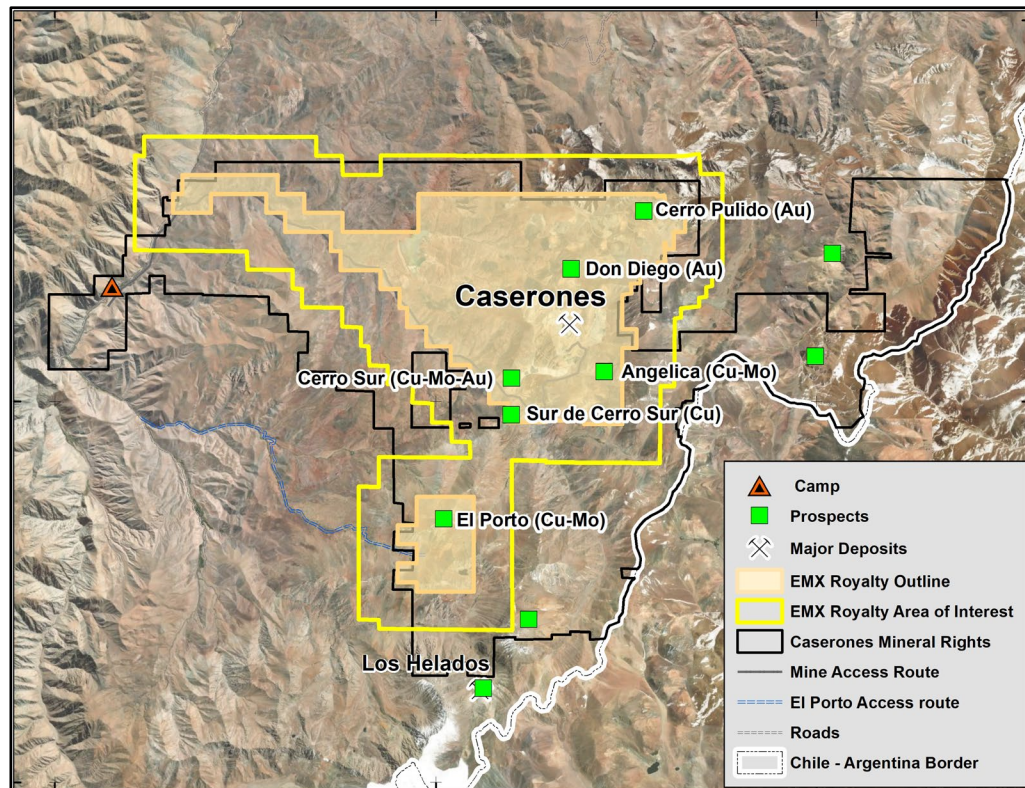 Cerro Pulido (Au)
Don Diego (Au)
Caserones
Cerro Sur (Cu-Mo-Au)
Angelica (Cu-Mo)
Sur de Cerro Sur (Cu)
El Porto (Cu-Mo)
Los Helados
Camp
Prospects
Major Deposits
EMX Royalty Outline
EMX Royalty Area of Interest
Caserones Mineral Rights
Mine Access Route
El Porto Access route
Roads
Chile - Argentina Border